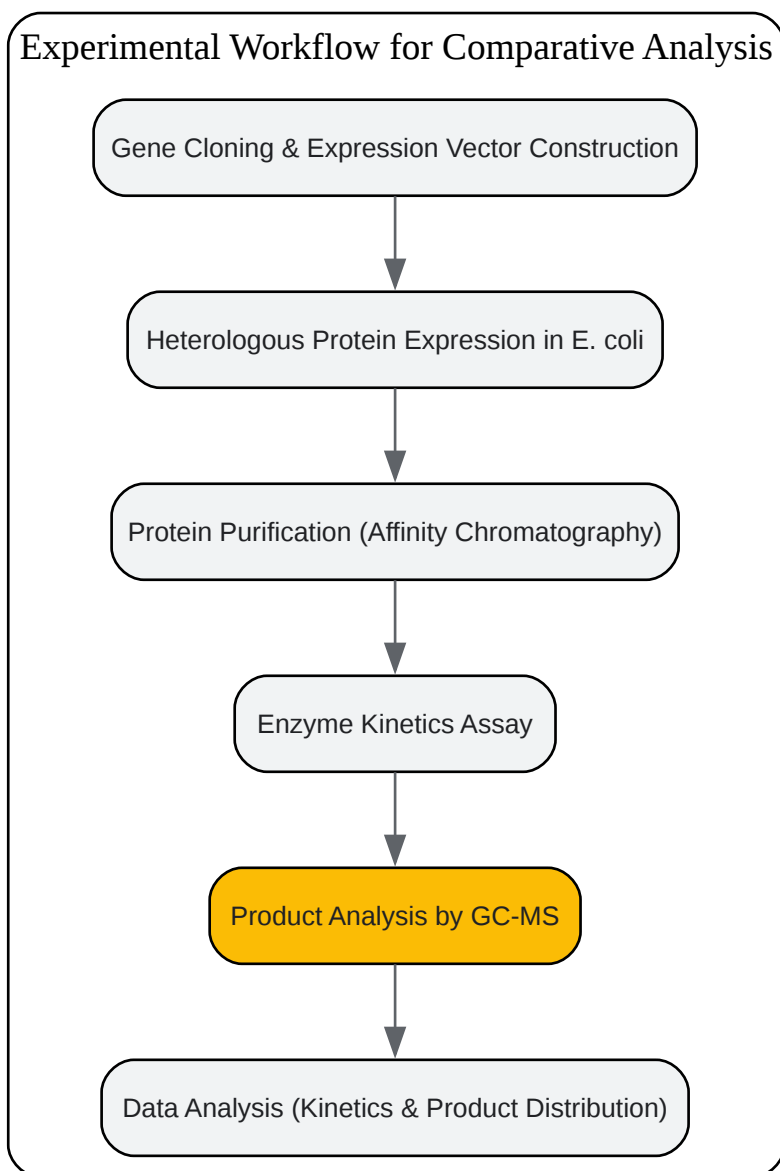 Experimental Workflow for Comparative Analysis
Gene Cloning & Expression Vector Construction
Heterologous Protein Expression in E. coli
Protein Purification (Affinity Chromatography)
Enzyme Kinetics Assay
Product Analysis by GC-MS
Data Analysis (Kinetics & Product Distribution)